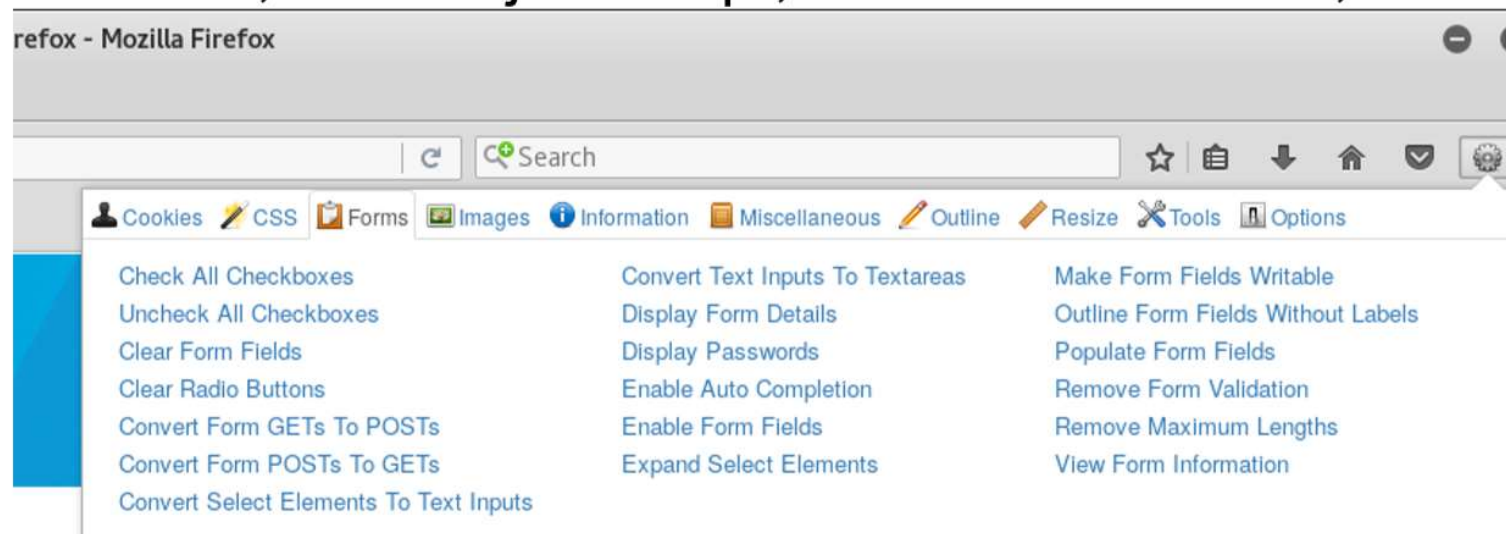 refox - Mozilla Firefox
Search
Cookies CSS Forms Images Information Miscellaneous Outline Resize Tools Options
Check All Checkboxes Convert Text Inputs To Textareas Make Form Fields Writable
Uncheck All Checkboxes Display Form Details Outline Form Fields Without Labels
Clear Form Fields Display Passwords Populate Form Fields
Clear Radio Buttons Enable Auto Completion Remove Form Validation
Convert Form GETs To POSTs Enable Form Fields Remove Maximum Lengths
Convert Form POSTs To GETs Expand Select Elements View Form Information
Convert Select Elements To Text Inputs